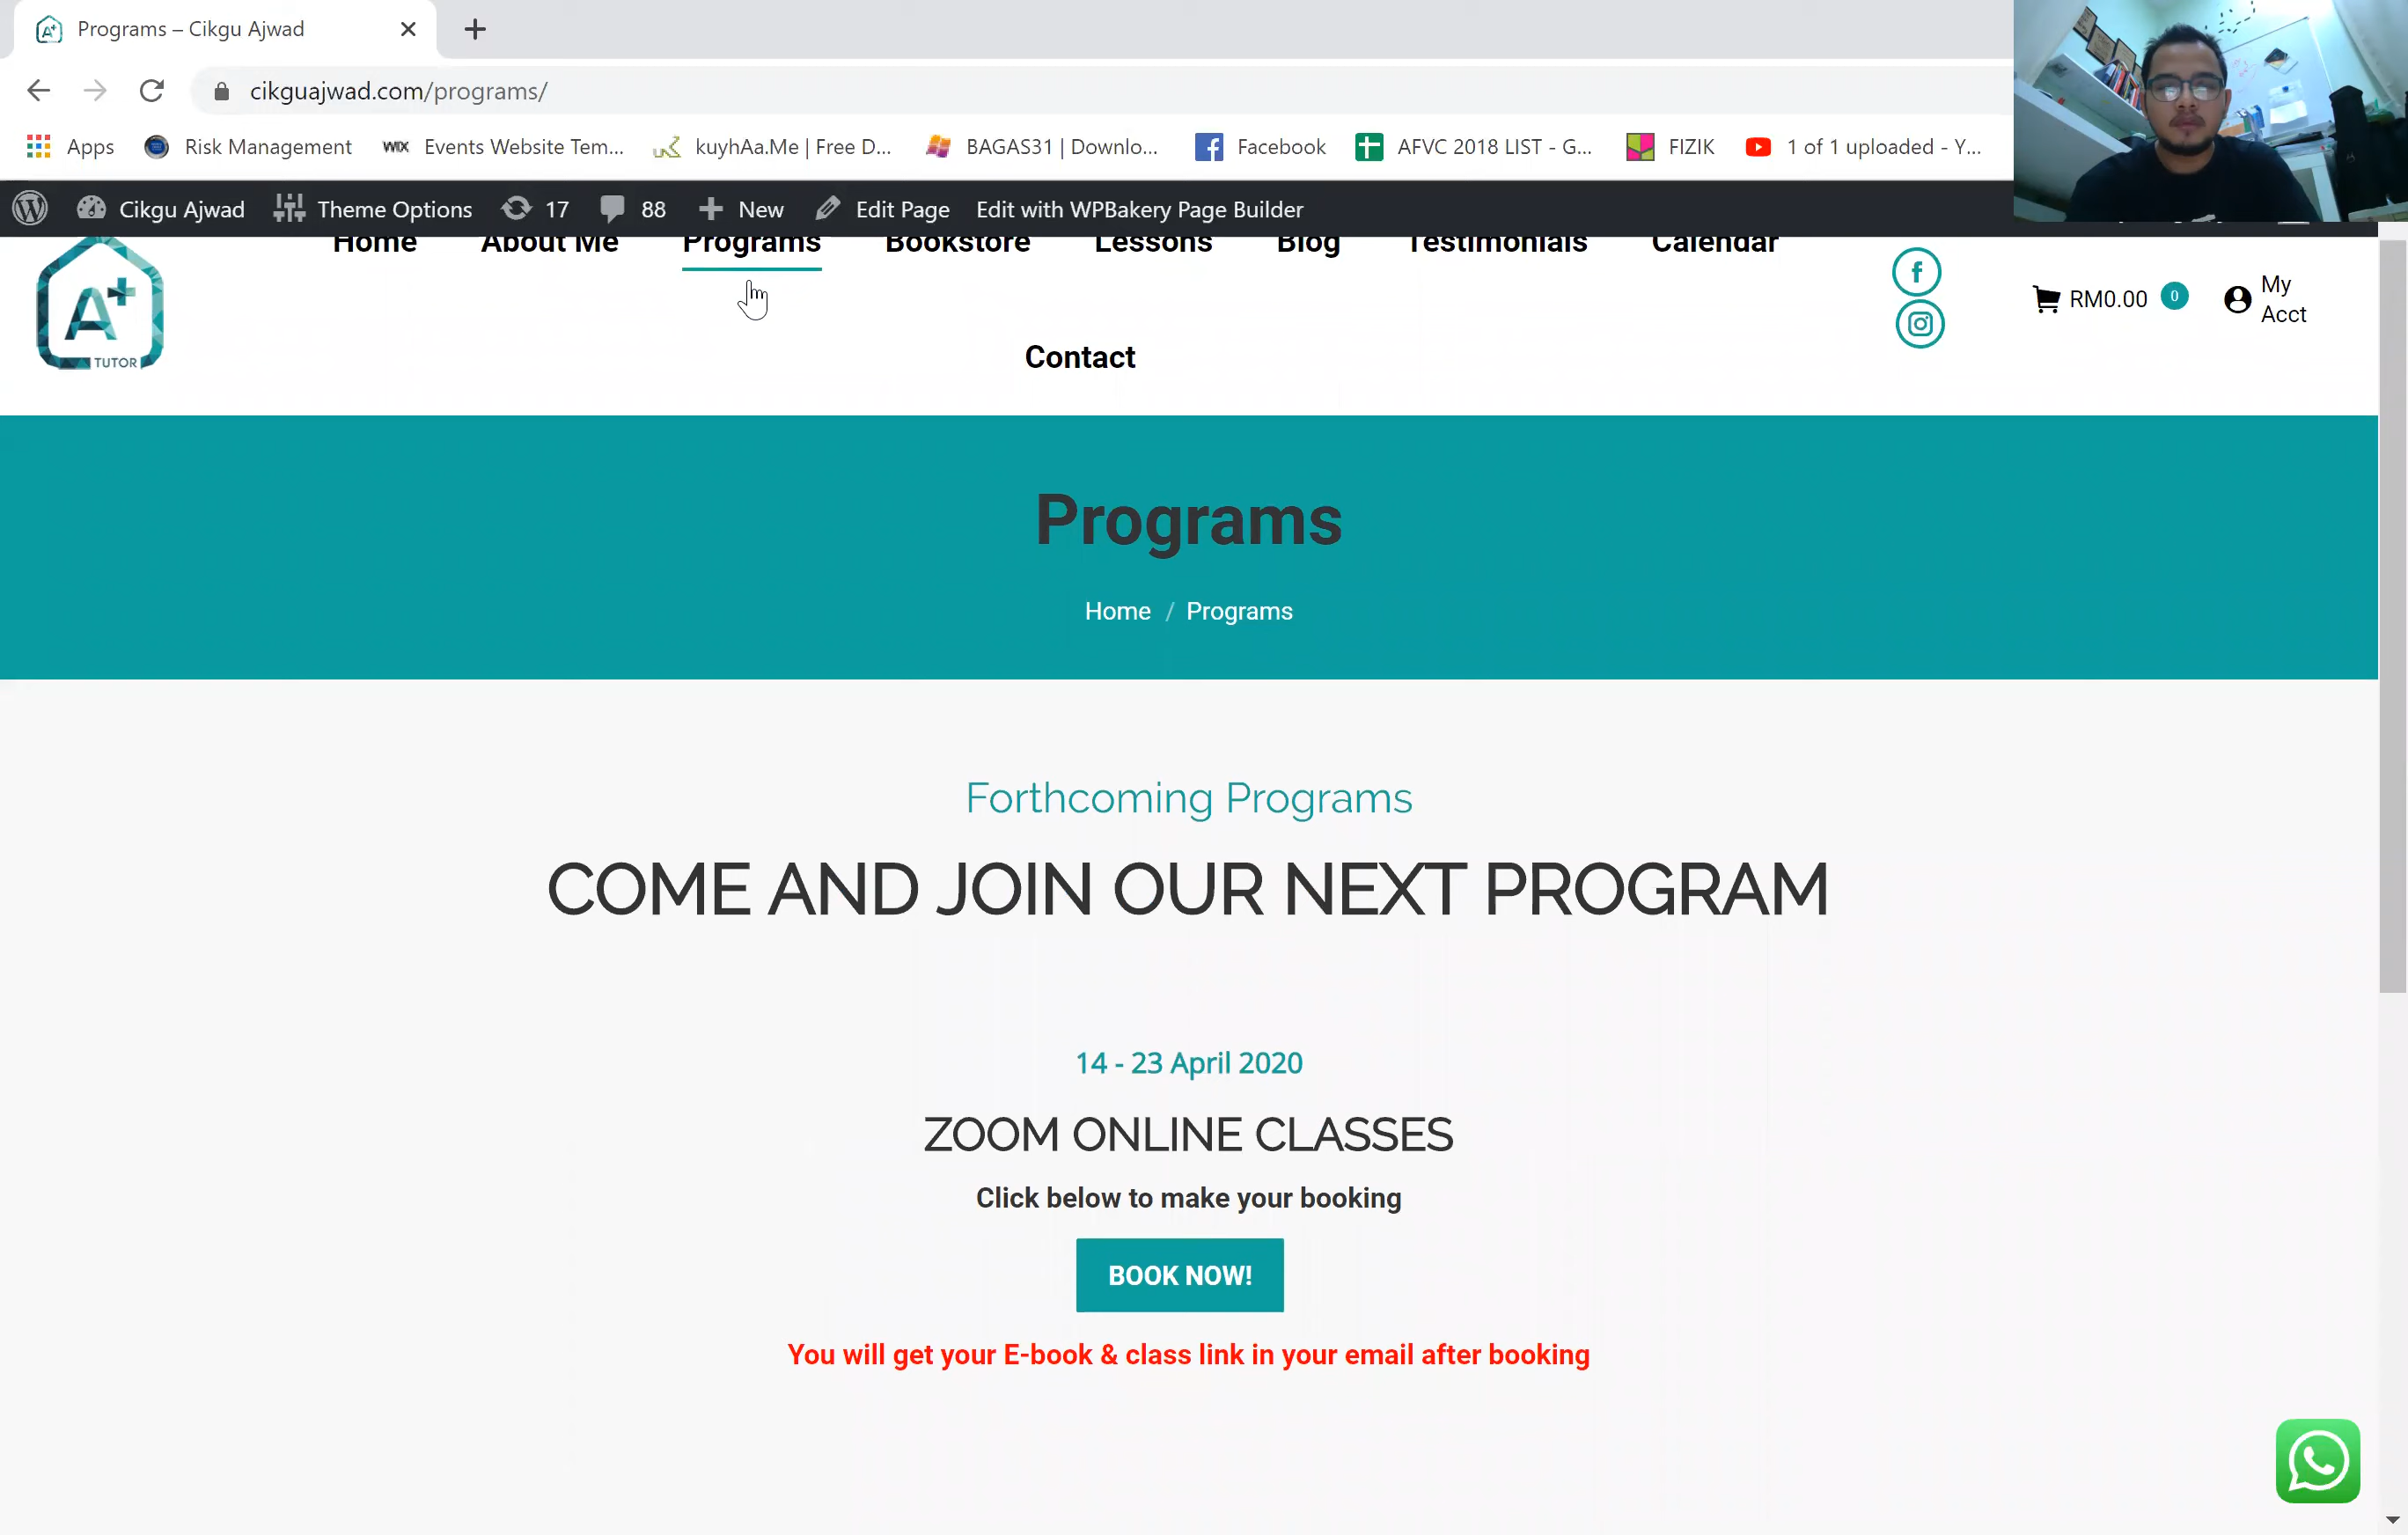 Programs – Cikgu Ajwad
cikguajwad.com/programs/
Apps Risk Management WIX Events Website Tem... kuyhAa.Me | Free D... BAGAS31 | Downlo... Facebook AFVC 2018 LIST - G... FIZIK 1 of 1 uploaded - Y...
Cikgu Ajwad Theme Options 17 88 New Edit Page Edit with WPBakery Page Builder
Home About Me Programs Bookstore Lessons Blog Testimonials Calendar
Contact
A+
TUTOR
RM0.00 0
My
Acct
Programs
Home / Programs
Forthcoming Programs
COME AND JOIN OUR NEXT PROGRAM
14 - 23 April 2020
ZOOM ONLINE CLASSES
Click below to make your booking
BOOK NOW!
You will get your E-book & class link in your email after booking